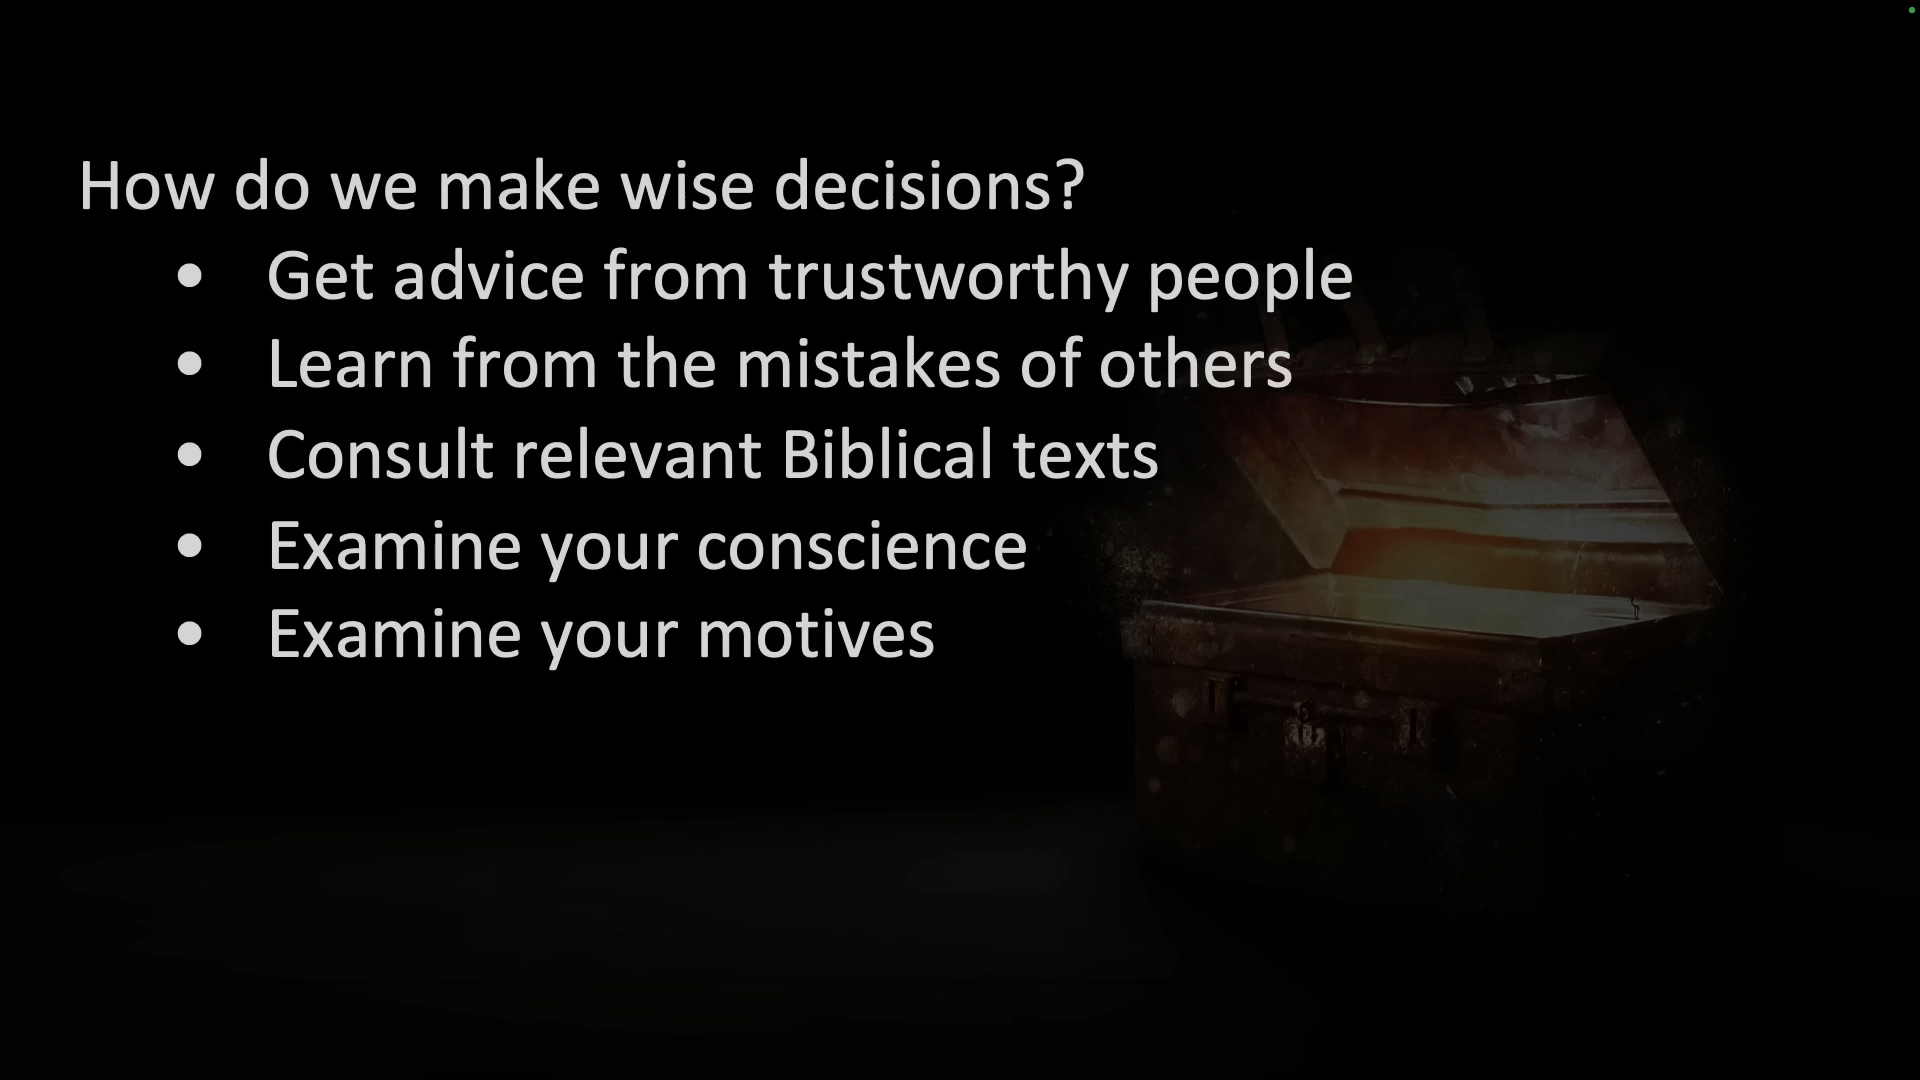 How do we make wise decisions?
• Get advice from trustworthy people
• Learn from the mistakes of others
• Consult relevant Biblical texts
• Examine your conscience
• Examine your motives